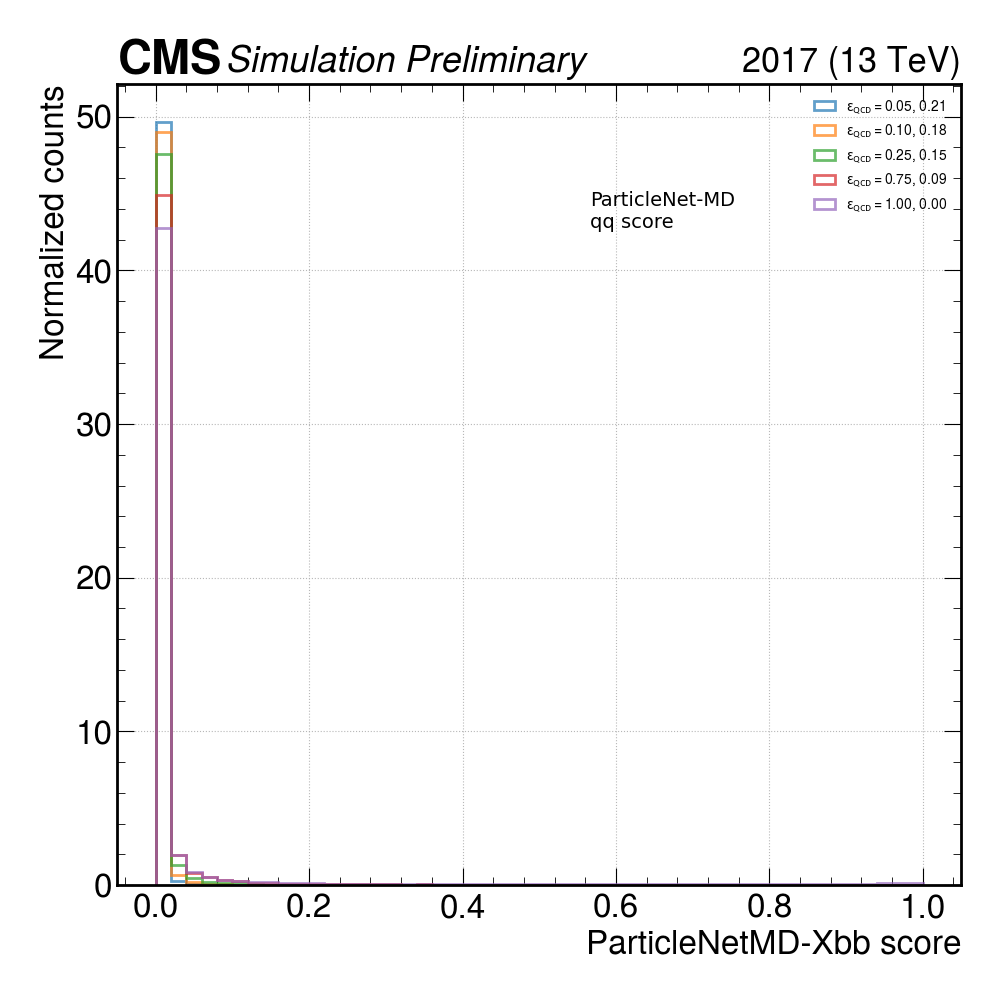 CMS Simulation Preliminary 2017 (13 TeV)
Normalized counts
50
40
30
20
10
0
ε_QCD = 0.05, 0.21
ε_QCD = 0.10, 0.18
ε_QCD = 0.25, 0.15
ε_QCD = 0.75, 0.09
ε_QCD = 1.00, 0.00
ParticleNet-MD
qq score
0.0 0.2 0.4 0.6 0.8 1.0
ParticleNetMD-Xbb score